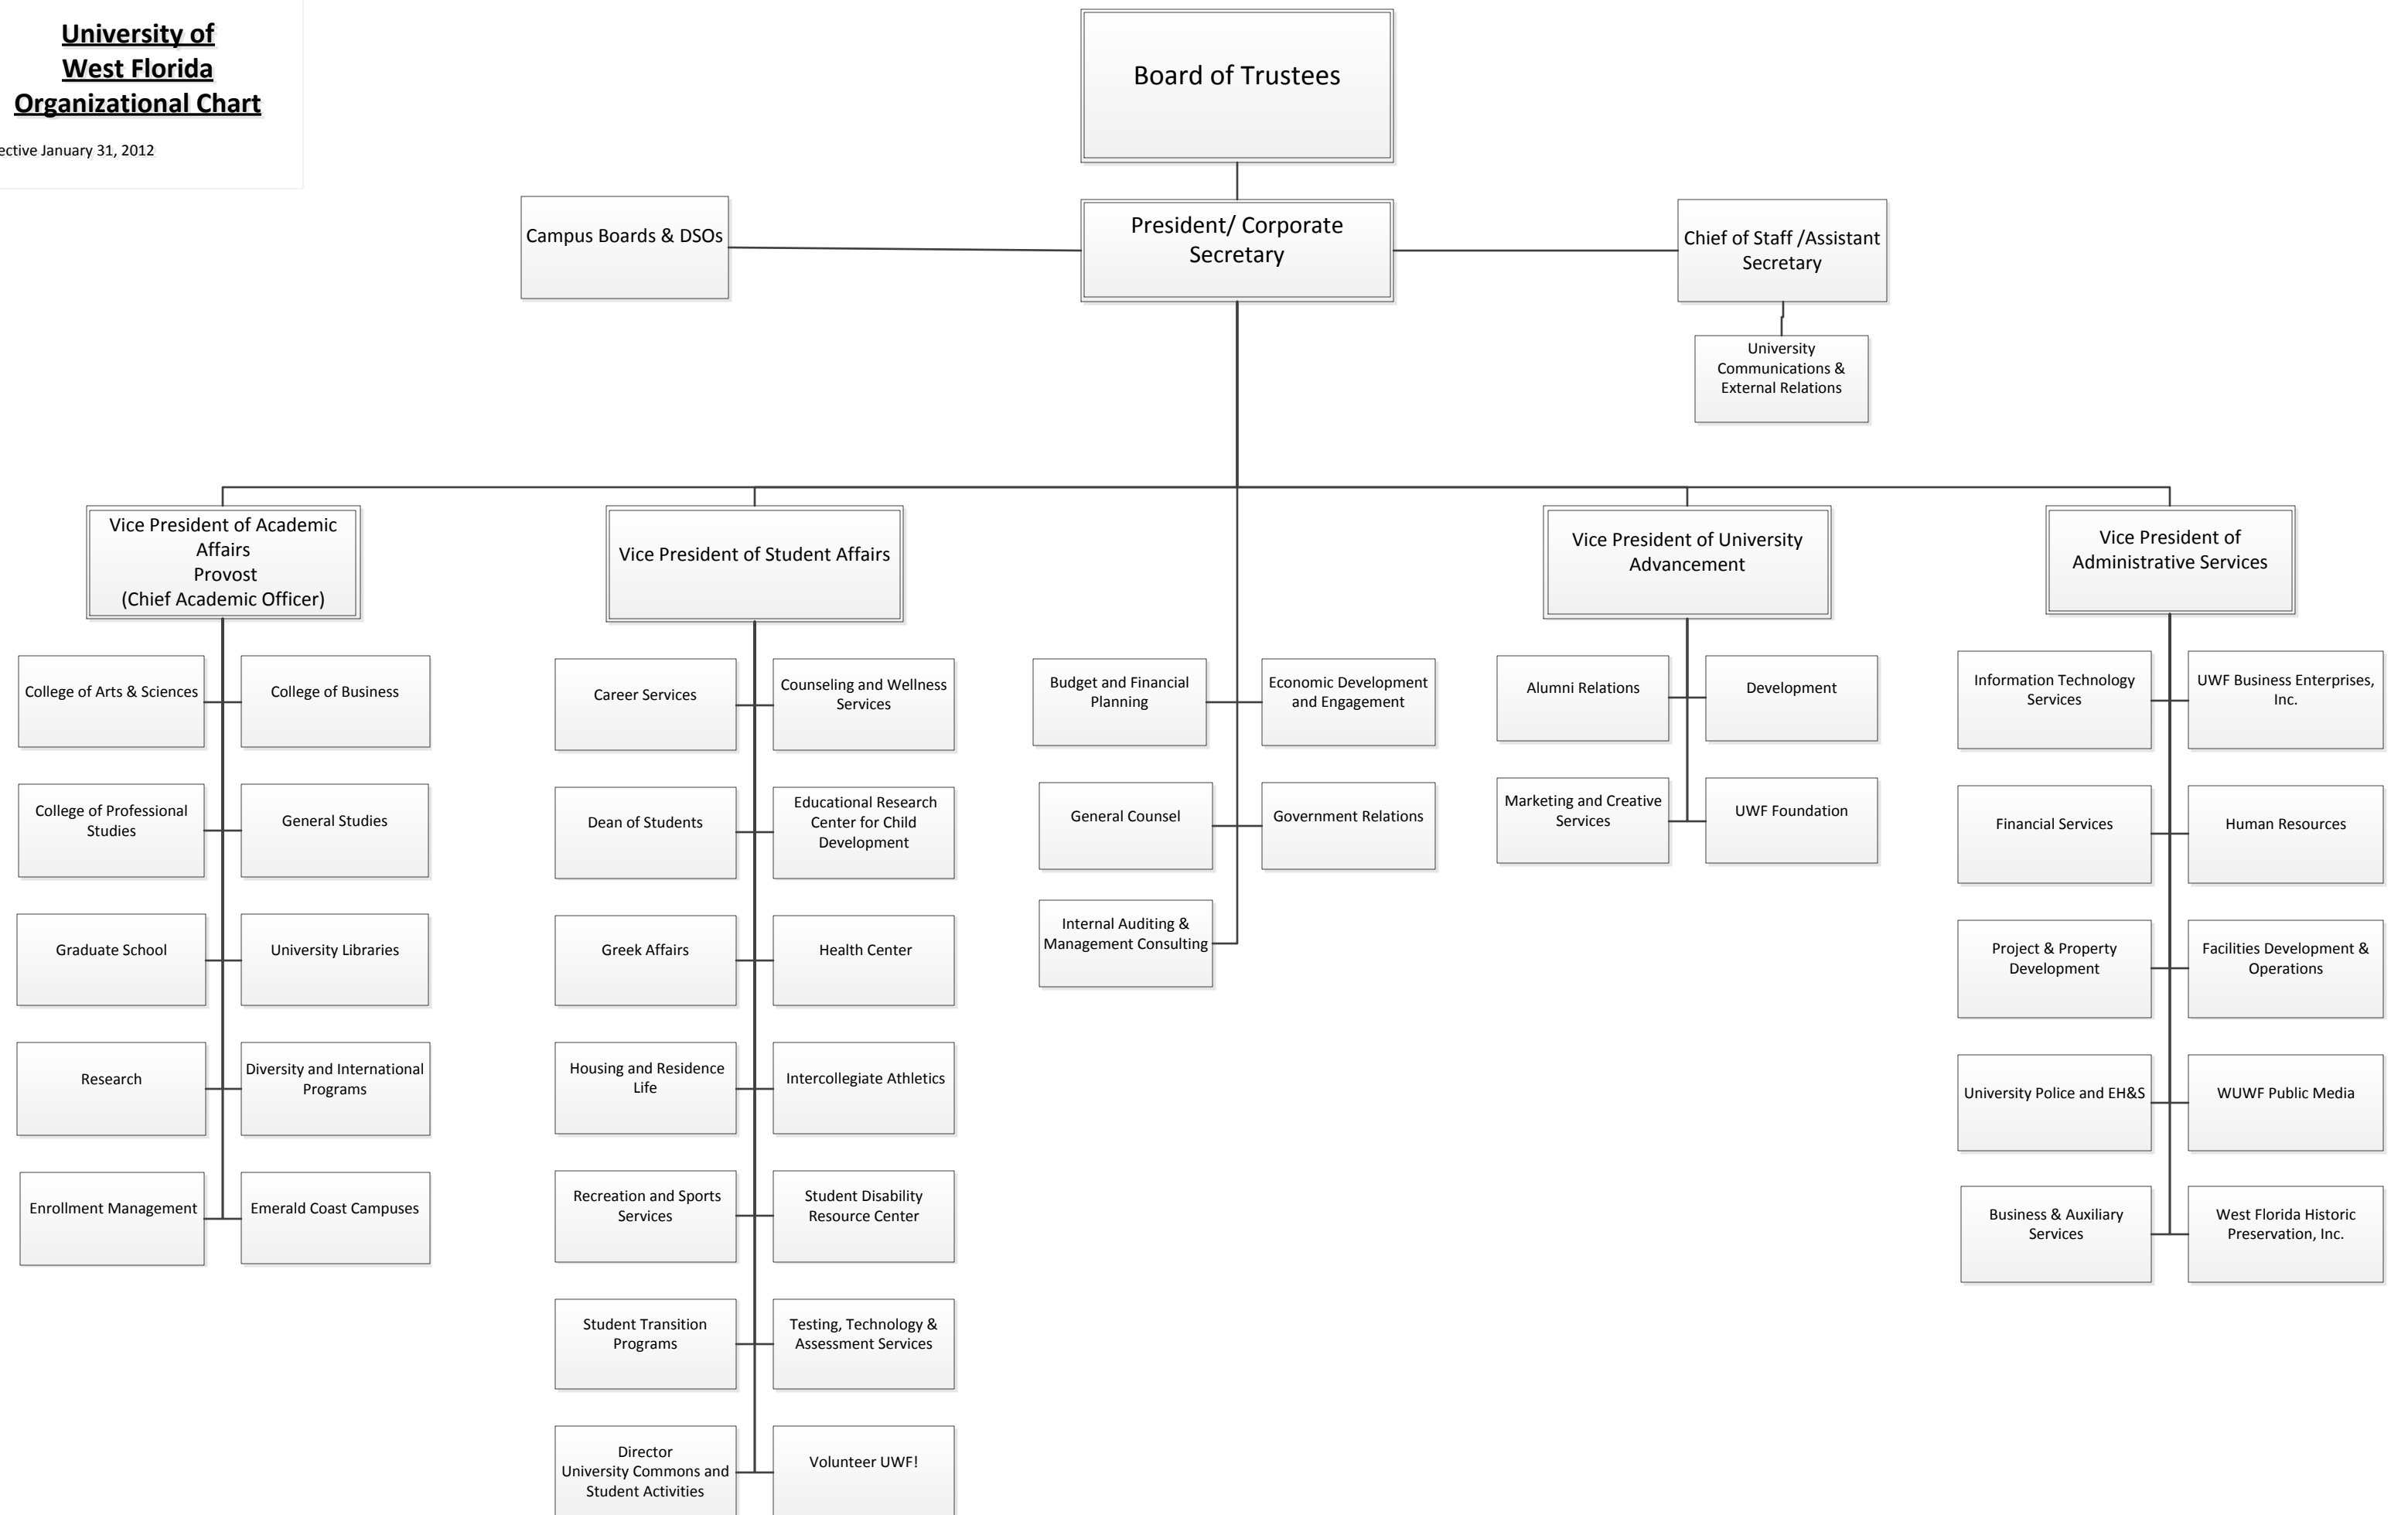 University of
West Florida
Organizational Chart
ective January 31, 2012
Board of Trustees
Campus Boards & DSOs
President/ Corporate
Secretary
Chief of Staff /Assistant
Secretary
University
Communications &
External Relations
Vice President of Academic
Affairs
Provost
(Chief Academic Officer)
Vice President of Student Affairs
Vice President of University
Advancement
Vice President of
Administrative Services
College of Arts & Sciences
College of Business
College of Professional
Studies
General Studies
Graduate School
University Libraries
Research
Diversity and International
Programs
Enrollment Management
Emerald Coast Campuses
Career Services
Counseling and Wellness
Services
Dean of Students
Educational Research
Center for Child
Development
Greek Affairs
Health Center
Housing and Residence
Life
Intercollegiate Athletics
Recreation and Sports
Services
Student Disability
Resource Center
Student Transition
Programs
Testing, Technology &
Assessment Services
Director
University Commons and
Student Activities
Volunteer UWF!
Budget and Financial
Planning
Economic Development
and Engagement
General Counsel
Government Relations
Internal Auditing &
Management Consulting
Alumni Relations
Development
Marketing and Creative
Services
UWF Foundation
Information Technology
Services
UWF Business Enterprises,
Inc.
Financial Services
Human Resources
Project & Property
Development
Facilities Development &
Operations
University Police and EH&S
WUWF Public Media
Business & Auxiliary
Services
West Florida Historic
Preservation, Inc.